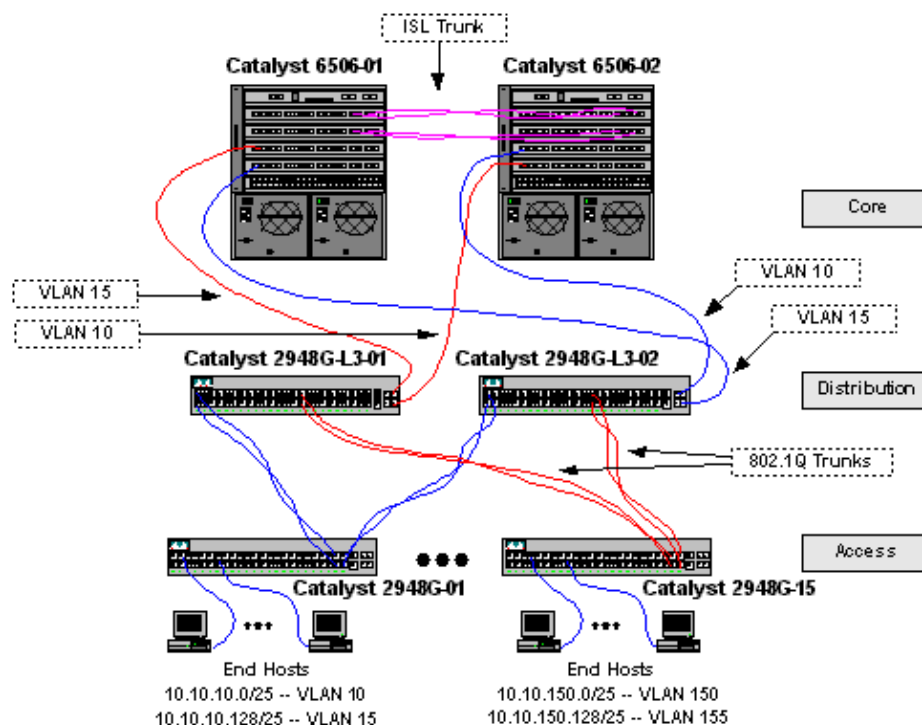 ISL Trunk
Catalyst 6506-01
Catalyst 6506-02
Core
VLAN 10
VLAN 15
VLAN 15
VLAN 10
Catalyst 2948G-L3-01
Catalyst 2948G-L3-02
Distribution
802.1Q Trunks
Access
Catalyst 2948G-01
Catalyst 2948G-15
End Hosts
10.10.10.0/25 -- VLAN 10
10.10.10.128/25 -- VLAN 15
End Hosts
10.10.150.0/25 -- VLAN 150
10.10.150.128/25 -- VLAN 155